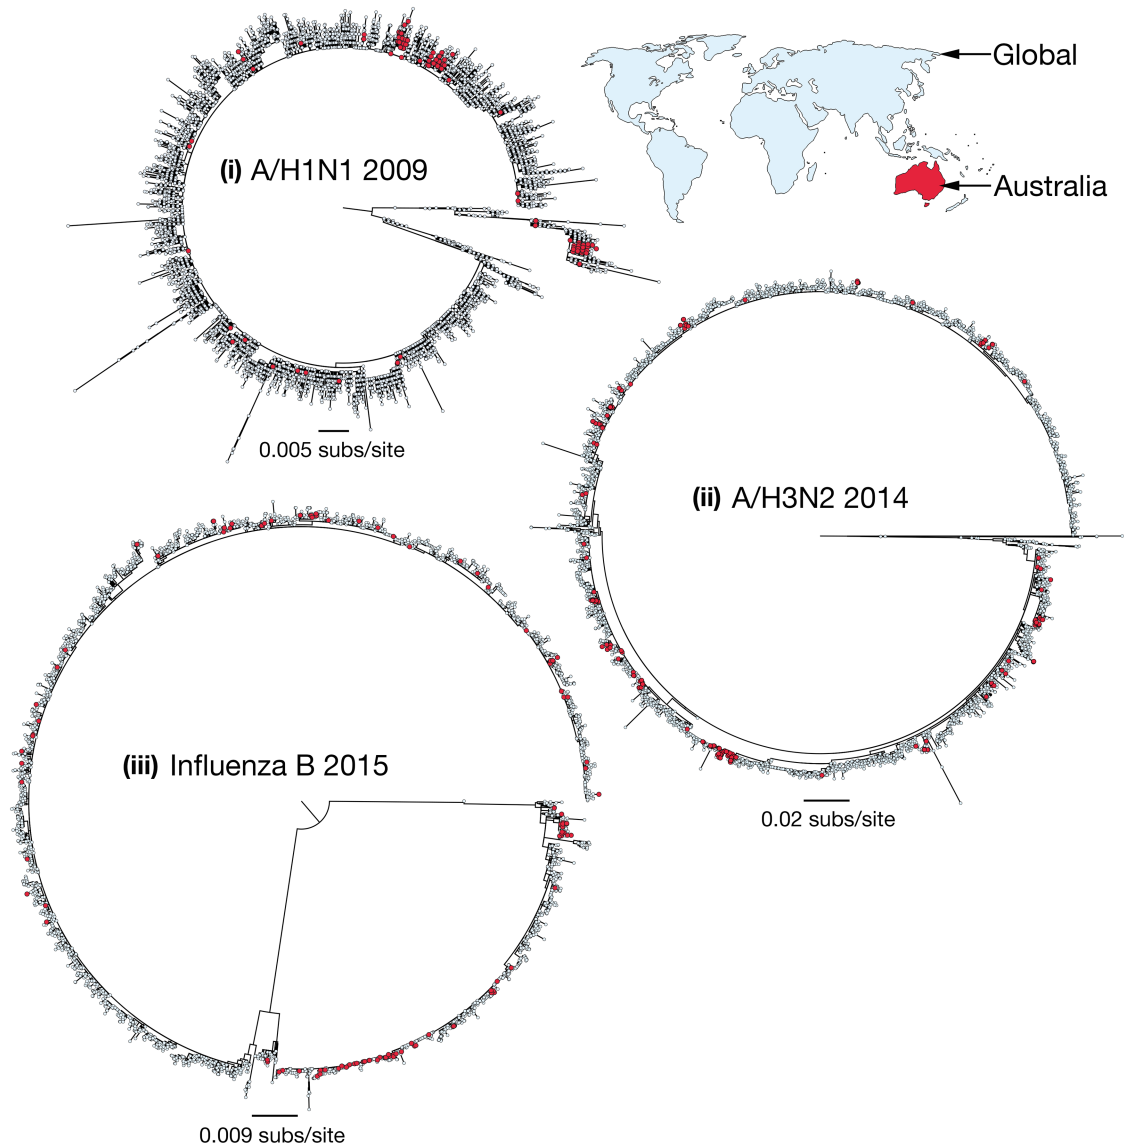 Global
(i) A/H1N1 2009
Australia
0.005 subs/site
(ii) A/H3N2 2014
(iii) Influenza B 2015
0.02 subs/site
0.009 subs/site